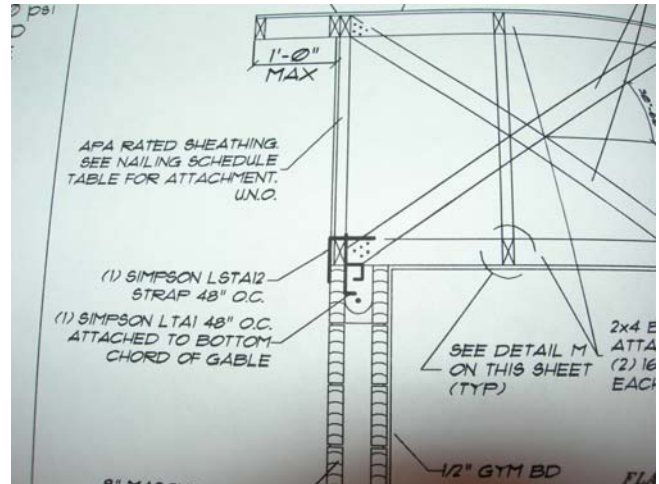 psi
1'-0"
MAX
APA RATED SHEATHING.
SEE NAILING SCHEDULE
TABLE FOR ATTACHMENT.
U.N.O.
(1) SIMPSON LSTA12
STRAP 48" O.C.
(1) SIMPSON LTA1 48" O.C.
ATTACHED TO BOTTOM
CHORD OF GABLE
SEE DETAIL M
ON THIS SHEET
(TYP)
2x4
ATTA
(2) 16
EACH
1/2" GYM BD